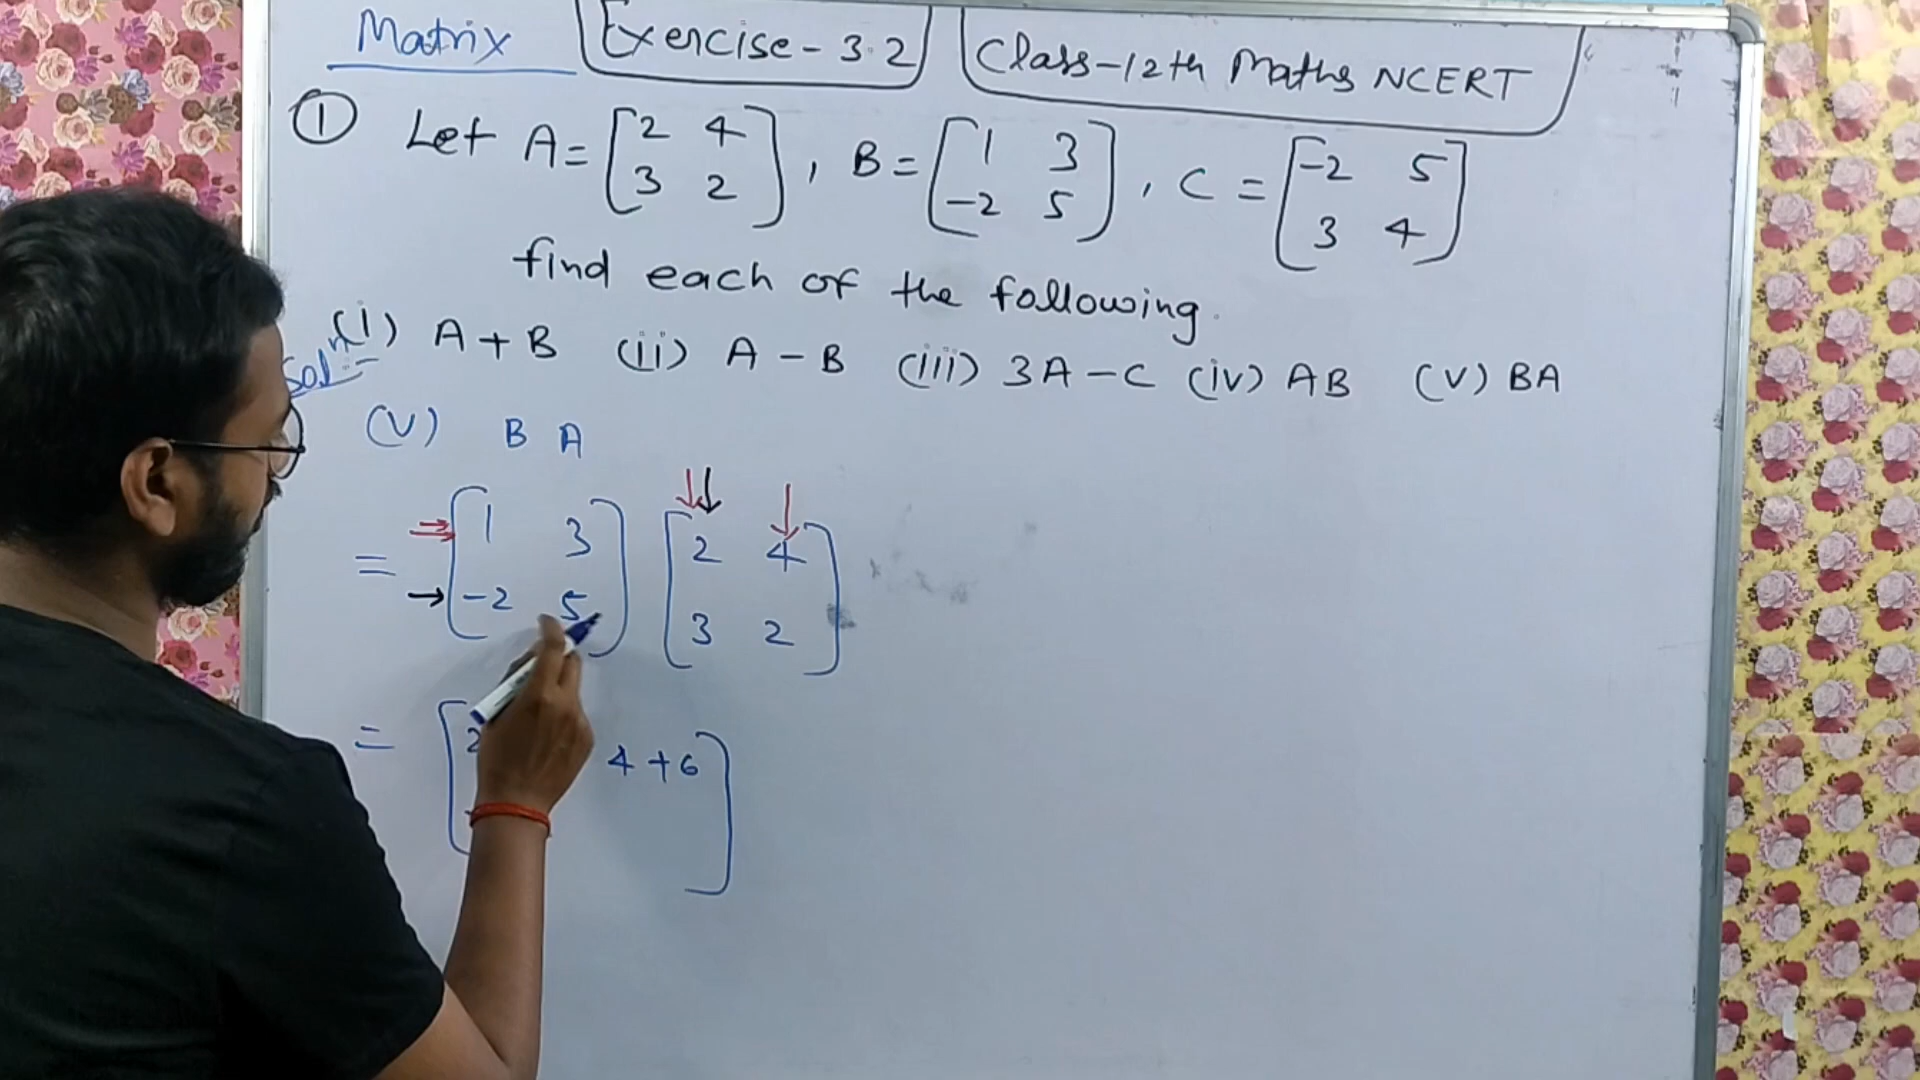 Matrix Exercise-3.2 Class-12th Maths NCERT
① Let A=[2 4 3 2], B=[1 3 -2 5], C=[-2 5 3 4]
find each of the following.
Solⁿ:- (i) A+B (ii) A-B (iii) 3A-C (iv) AB (v) BA
(v) B A
= [1 3 -2 5] [2 4 3 2]
= [2 4+6]